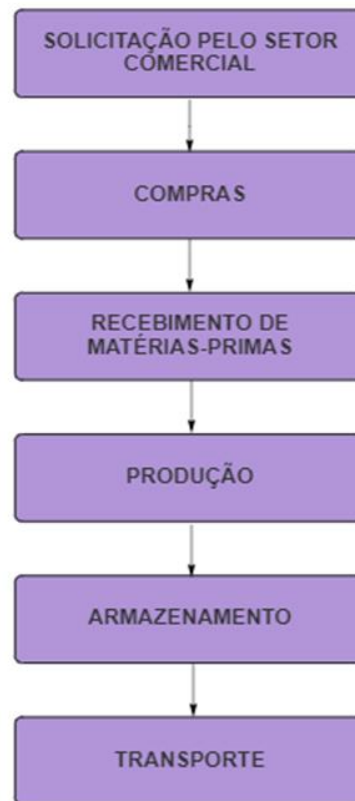 SOLICITAÇÃO PELO SETOR
COMERCIAL
COMPRAS
RECEBIMENTO DE
MATÉRIAS-PRIMAS
PRODUÇÃO
ARMAZENAMENTO
TRANSPORTE